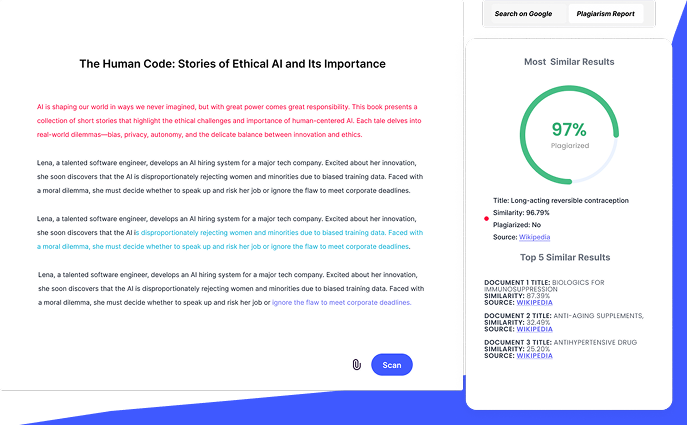 Search on Google
Plagiarism Report
The Human Code: Stories of Ethical AI and Its Importance
AI is shaping our world in ways we never imagined, but with great power comes great responsibility. This book presents a
collection of short stories that highlight the ethical challenges and importance of human-centered AI. Each tale delves into
real-world dilemmas—bias, privacy, autonomy, and the delicate balance between innovation and ethics.
Lena, a talented software engineer, develops an AI hiring system for a major tech company. Excited about her innovation,
she soon discovers that the AI is disproportionately rejecting women and minorities due to biased training data. Faced with
a moral dilemma, she must decide whether to speak up and risk her job or ignore the flaw to meet corporate deadlines.
Lena, a talented software engineer, develops an AI hiring system for a major tech company. Excited about her innovation,
she soon discovers that the AI is disproportionately rejecting women and minorities due to biased training data. Faced with
a moral dilemma, she must decide whether to speak up and risk her job or ignore the flaw to meet corporate deadlines.
Lena, a talented software engineer, develops an AI hiring system for a major tech company. Excited about her innovation,
she soon discovers that the AI is disproportionately rejecting women and minorities due to biased training data. Faced with
a moral dilemma, she must decide whether to speak up and risk her job or ignore the flaw to meet corporate deadlines.
Scan
Most Similar Results
97%
Plagiarized
Title: Long-acting reversible contraception
Similarity: 96.79%
Plagiarized: No
Source: Wikipedia
Top 5 Similar Results
DOCUMENT 1 TITLE: BIOLOGICS FOR
IMMUNOSUPPRESSION
SIMILARITY: 87.39%
SOURCE: WIKIPEDIA
DOCUMENT 2 TITLE: ANTI-AGING SUPPLEMENTS,
SIMILARITY: 32.49%
SOURCE: WIKIPEDIA
DOCUMENT 3 TITLE: ANTIHYPERTENSIVE DRUG
SIMILARITY: 25.20%
SOURCE: WIKIPEDIA